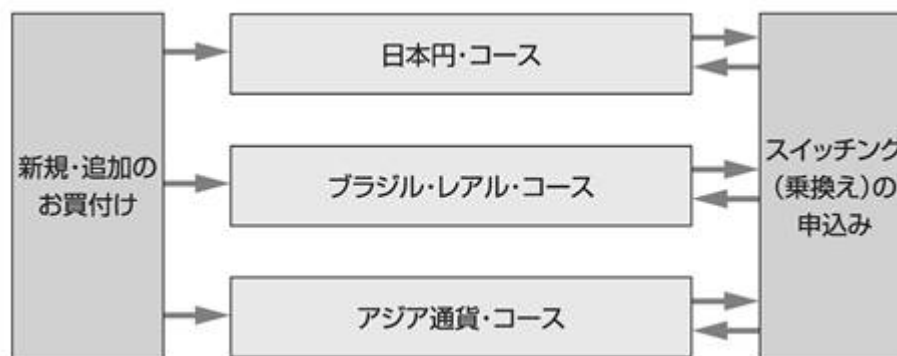 日本円・コース
新規・追加の
お買付け
ブラジル・レアル・コース
スイッチング
(乗換え)の
申込み
アジア通貨・コース